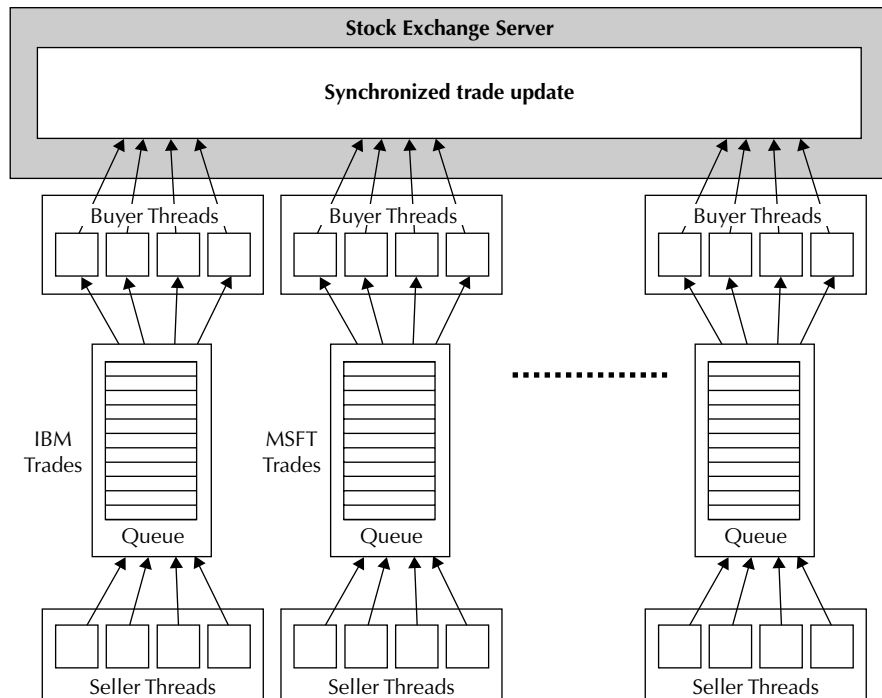 Stock Exchange Server
Synchronized trade update
Buyer Threads
Buyer Threads
Buyer Threads
IBM
Trades
MSFT
Trades
Queue
Queue
Queue
Seller Threads
Seller Threads
Seller Threads